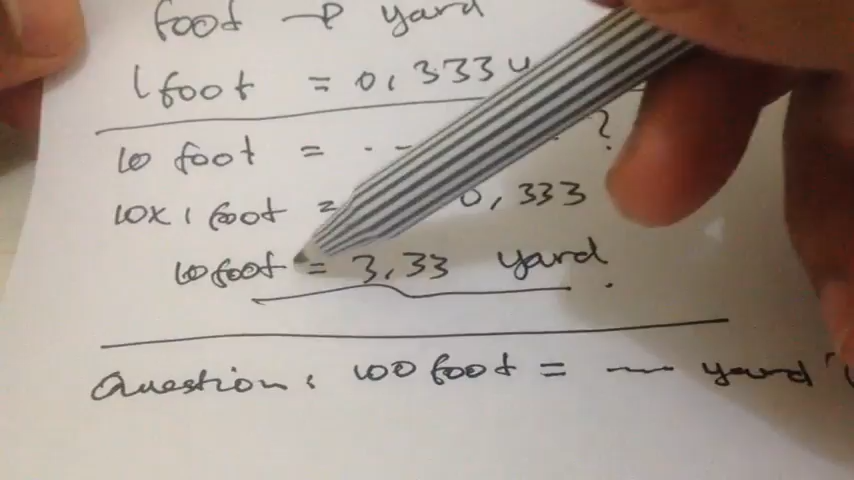 foot → yard
1 foot = 0,333
10 foot = . - ?
10x1 foot = 0,333
10 foot = 3,33 yard.
Question: 100 foot = — yard